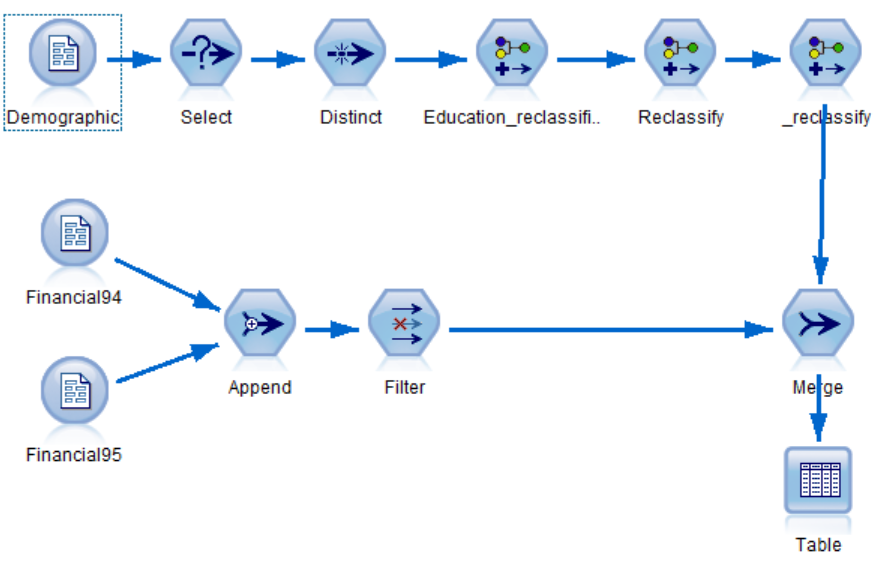 Demographic
Select
Distinct
Education_reclassifi..
Reclassify
_reclassify
Financial94
Append
Filter
Merge
Financial95
Table